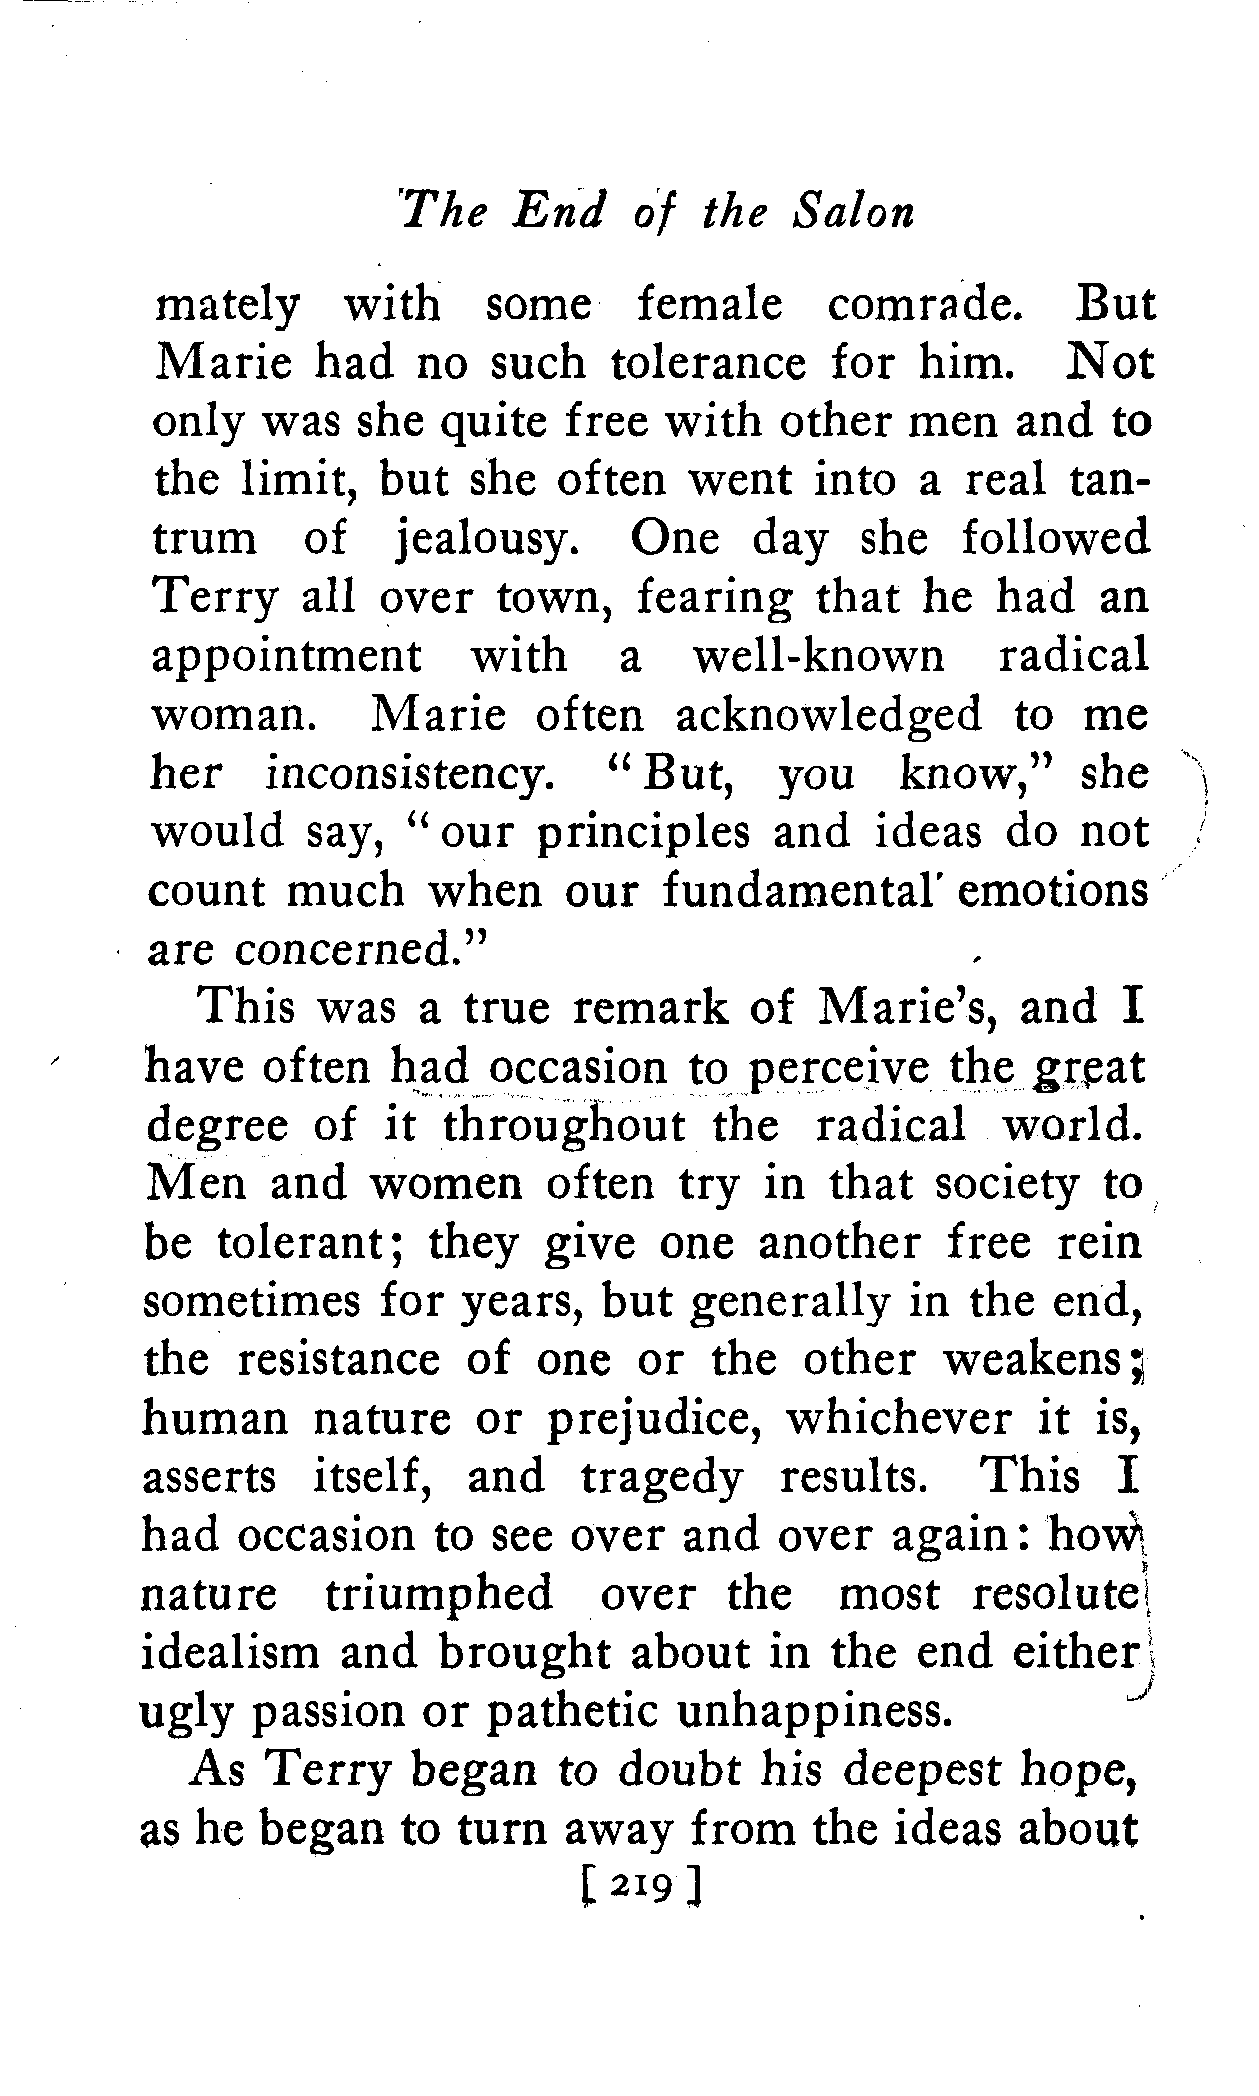 The End of the Salon
mately with some female comrade. But
Marie had no such tolerance for him. Not
only was she quite free with other men and to
the limit, but she often went into a real tan-
trum of jealousy. One day she followed
Terry all over town, fearing that he had an
appointment with a well-known radical
woman. Marie often acknowledged to me
her inconsistency. “But, you know,” she
would say, “our principles and ideas do not
count much when our fundamental emotions
are concerned.”
This was a true remark of Marie's, and I
have often had occasion to perceive the great
degree of it throughout the radical world.
Men and women often try in that society to
be tolerant; they give one another free rein
sometimes for years, but generally in the end,
the resistance of one or the other weakens;
human nature or prejudice, whichever it is,
asserts itself, and tragedy results. This I
had occasion to see over and over again: how
nature triumphed over the most resolute
idealism and brought about in the end either
ugly passion or pathetic unhappiness.
As Terry began to doubt his deepest hope,
as he began to turn away from the ideas about
[ 219 ]